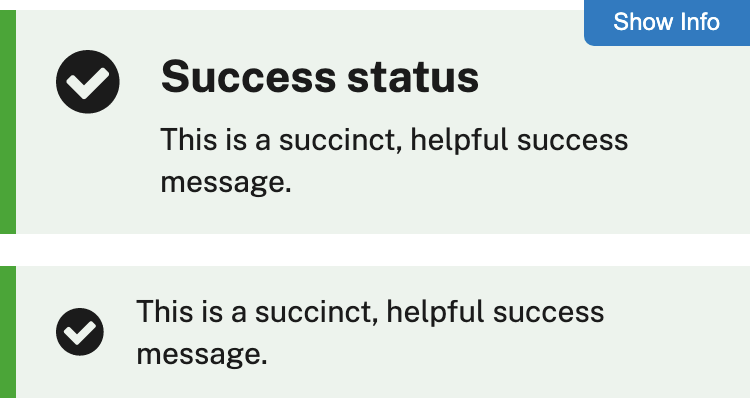 Show Info
Success status
This is a succinct, helpful success
message.
This is a succinct, helpful success
message.